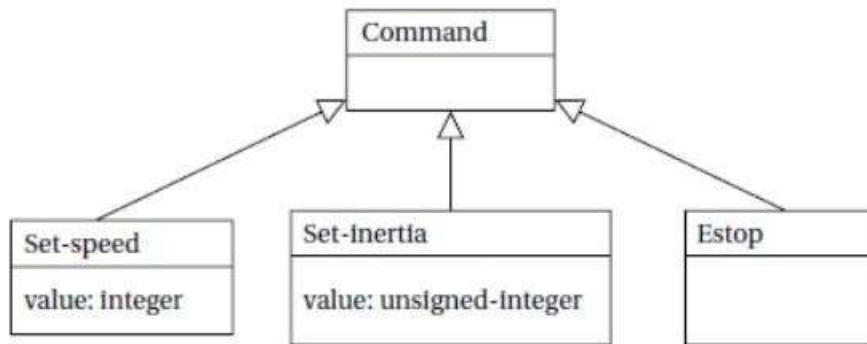 Command
Set-speed
value: integer
Set-inertia
value: unsigned-integer
Estop